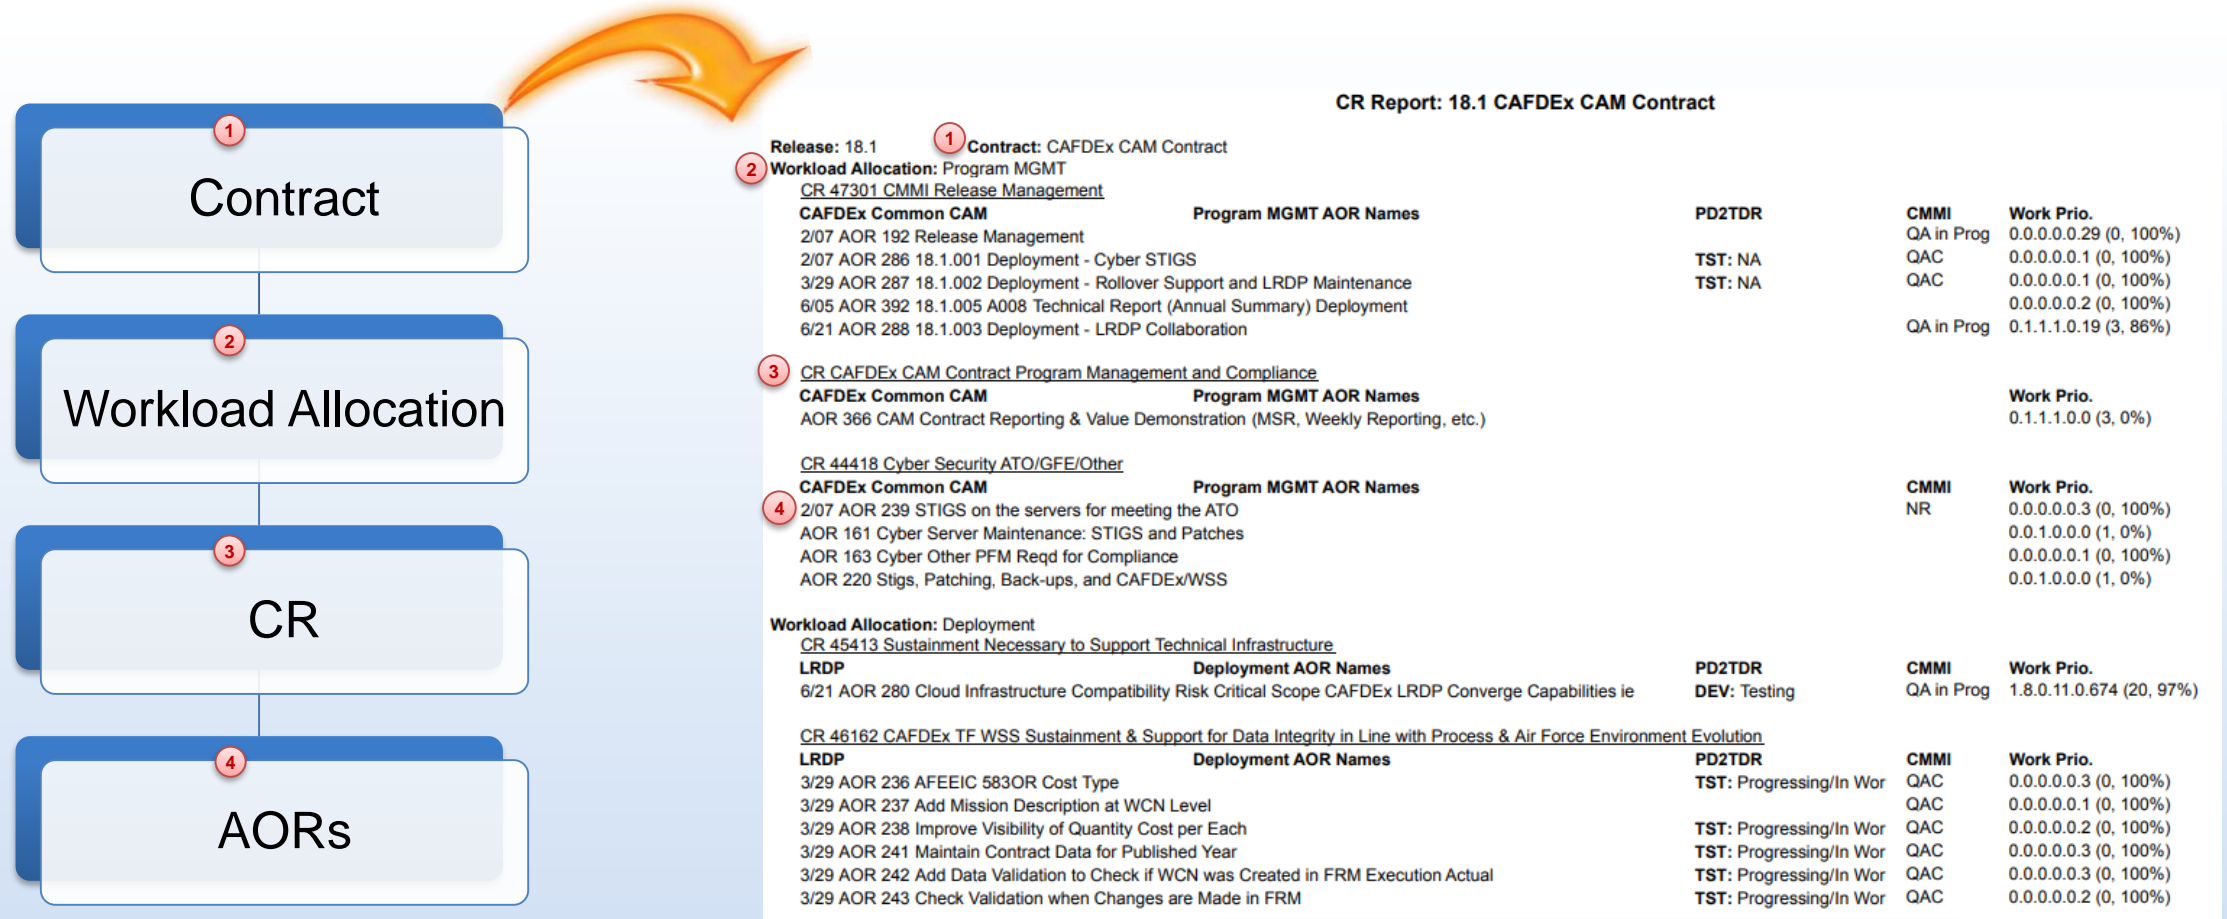 1
Contract
2
Workload Allocation
3
CR
4
AORs
CR Report: 18.1 CAFDEx CAM Contract
Release: 18.1 1 Contract: CAFDEx CAM Contract
2 Workload Allocation: Program MGMT
CR 47301 CMMI Release Management
CAFDEx Common CAM Program MGMT AOR Names PD2TDR CMMI Work Prio.
2/07 AOR 192 Release Management QA in Prog 0.0.0.0.0.29 (0, 100%)
2/07 AOR 286 18.1.001 Deployment - Cyber STIGS TST: NA QAC 0.0.0.0.0.1 (0, 100%)
3/29 AOR 287 18.1.002 Deployment - Rollover Support and LRDP Maintenance TST: NA QAC 0.0.0.0.0.1 (0, 100%)
6/05 AOR 392 18.1.005 A008 Technical Report (Annual Summary) Deployment 0.0.0.0.0.2 (0, 100%)
6/21 AOR 288 18.1.003 Deployment - LRDP Collaboration QA in Prog 0.1.1.1.0.19 (3, 86%)
3 CR CAFDEx CAM Contract Program Management and Compliance
CAFDEx Common CAM Program MGMT AOR Names Work Prio.
AOR 366 CAM Contract Reporting & Value Demonstration (MSR, Weekly Reporting, etc.) 0.1.1.1.0.0 (3, 0%)
CR 44418 Cyber Security ATO/GFE/Other
CAFDEx Common CAM Program MGMT AOR Names CMMI Work Prio.
4 2/07 AOR 239 STIGS on the servers for meeting the ATO NR 0.0.0.0.0.3 (0, 100%)
AOR 161 Cyber Server Maintenance: STIGS and Patches 0.0.1.0.0.0 (1, 0%)
AOR 163 Cyber Other PFM Reqd for Compliance 0.0.0.0.0.1 (0, 100%)
AOR 220 Stigs, Patching, Back-ups, and CAFDEx/WSS 0.0.1.0.0.0 (1, 0%)
Workload Allocation: Deployment
CR 45413 Sustainment Necessary to Support Technical Infrastructure
LRDP Deployment AOR Names PD2TDR CMMI Work Prio.
6/21 AOR 280 Cloud Infrastructure Compatibility Risk Critical Scope CAFDEx LRDP Converge Capabilities ie DEV: Testing QA in Prog 1.8.0.11.0.674 (20, 97%)
CR 46162 CAFDEx TF WSS Sustainment & Support for Data Integrity in Line with Process & Air Force Environment Evolution
LRDP Deployment AOR Names PD2TDR CMMI Work Prio.
3/29 AOR 236 AFEEIC 583OR Cost Type TST: Progressing/In Wor QAC 0.0.0.0.0.3 (0, 100%)
3/29 AOR 237 Add Mission Description at WCN Level QAC 0.0.0.0.0.1 (0, 100%)
3/29 AOR 238 Improve Visibility of Quantity Cost per Each TST: Progressing/In Wor QAC 0.0.0.0.0.2 (0, 100%)
3/29 AOR 241 Maintain Contract Data for Published Year TST: Progressing/In Wor QAC 0.0.0.0.0.3 (0, 100%)
3/29 AOR 242 Add Data Validation to Check if WCN was Created in FRM Execution Actual TST: Progressing/In Wor QAC 0.0.0.0.0.3 (0, 100%)
3/29 AOR 243 Check Validation when Changes are Made in FRM TST: Progressing/In Wor QAC 0.0.0.0.0.2 (0, 100%)